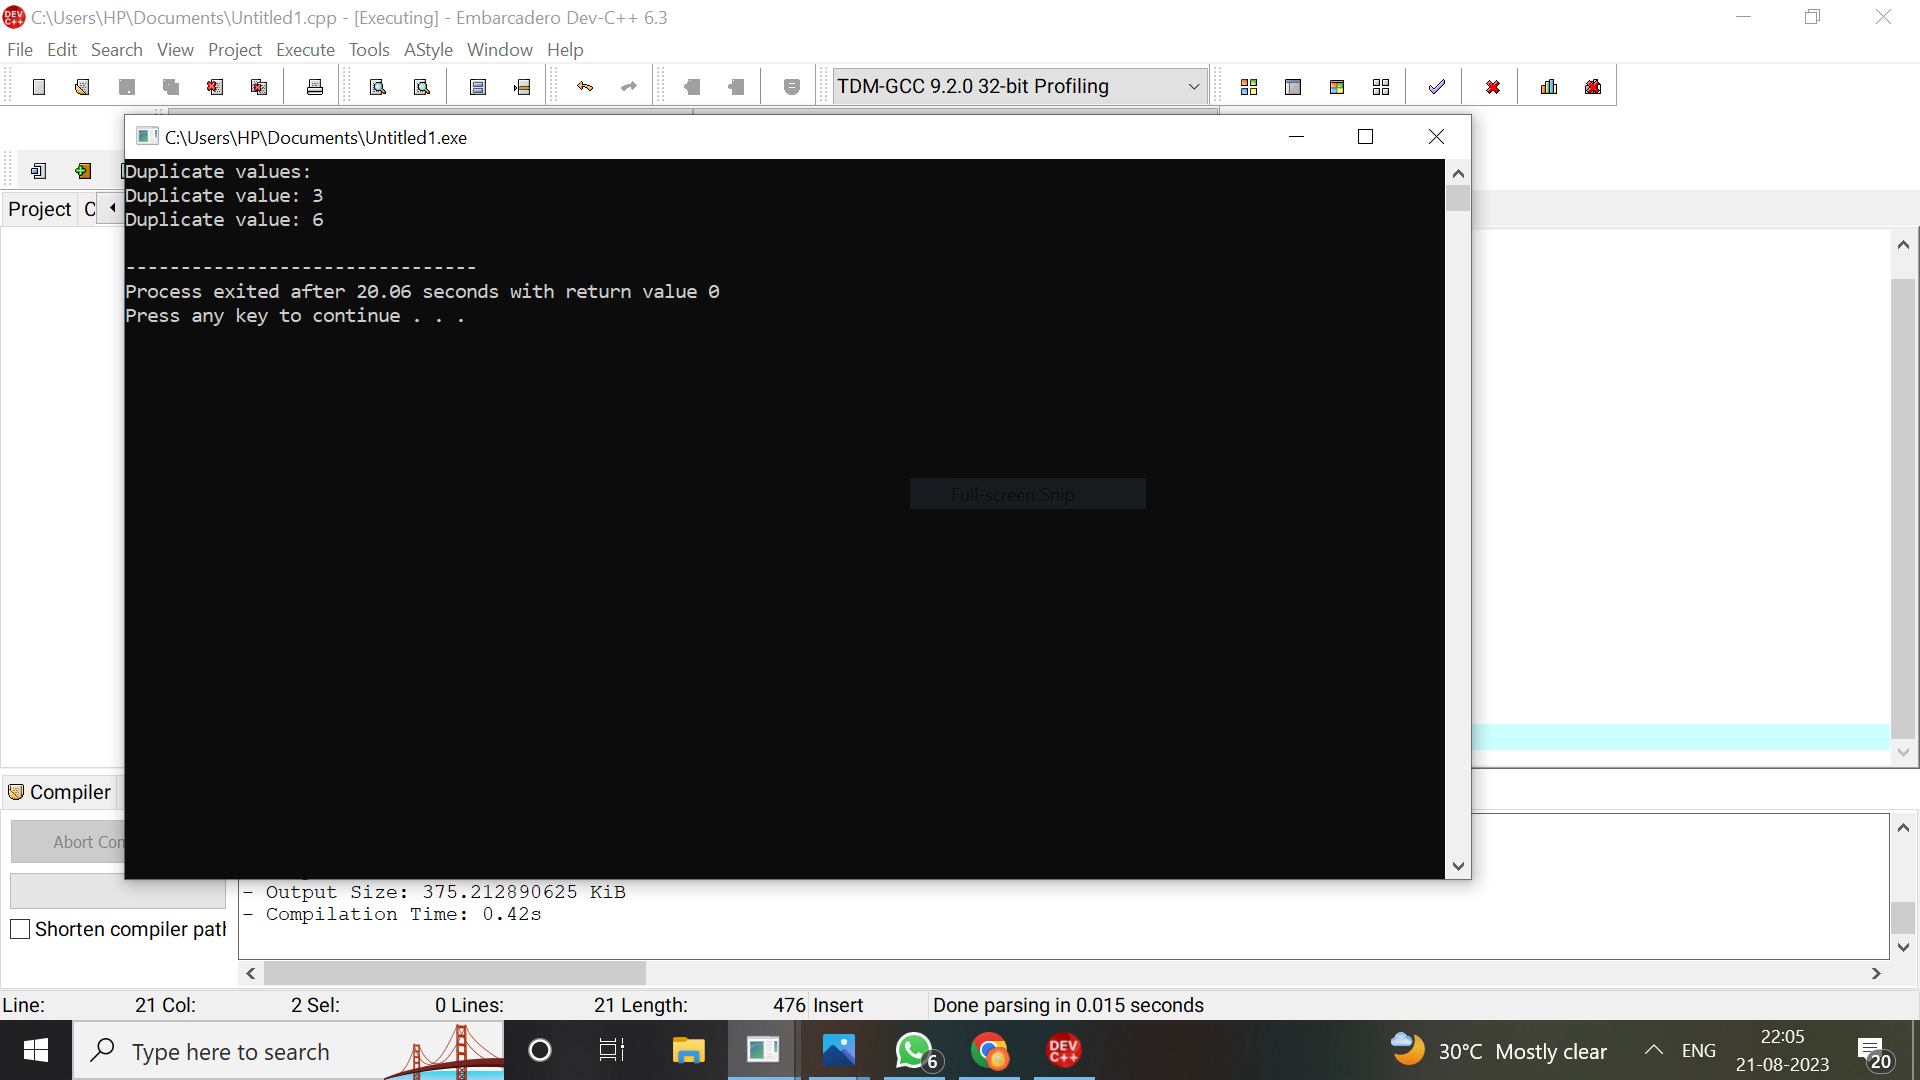 C:\Users\HP\Documents\Untitled1.cpp - [Executing] - Embarcadero Dev-C++ 6.3
File Edit Search View Project Execute Tools AStyle Window Help
TDM-GCC 9.2.0 32-bit Profiling
C:\Users\HP\Documents\Untitled1.exe
Project C
Duplicate values:
Duplicate value: 3
Duplicate value: 6
--------------------------------
Process exited after 20.06 seconds with return value 0
Press any key to continue . . .
Full-screen Snip
Compiler
Abort Con
- Output Size: 375.212890625 KiB
- Compilation Time: 0.42s
Shorten compiler path
Line: 21 Col: 2 Sel: 0 Lines: 21 Length: 476 Insert Done parsing in 0.015 seconds
Type here to search
6
DEV C++
30°C Mostly clear
ENG
22:05
21-08-2023
20